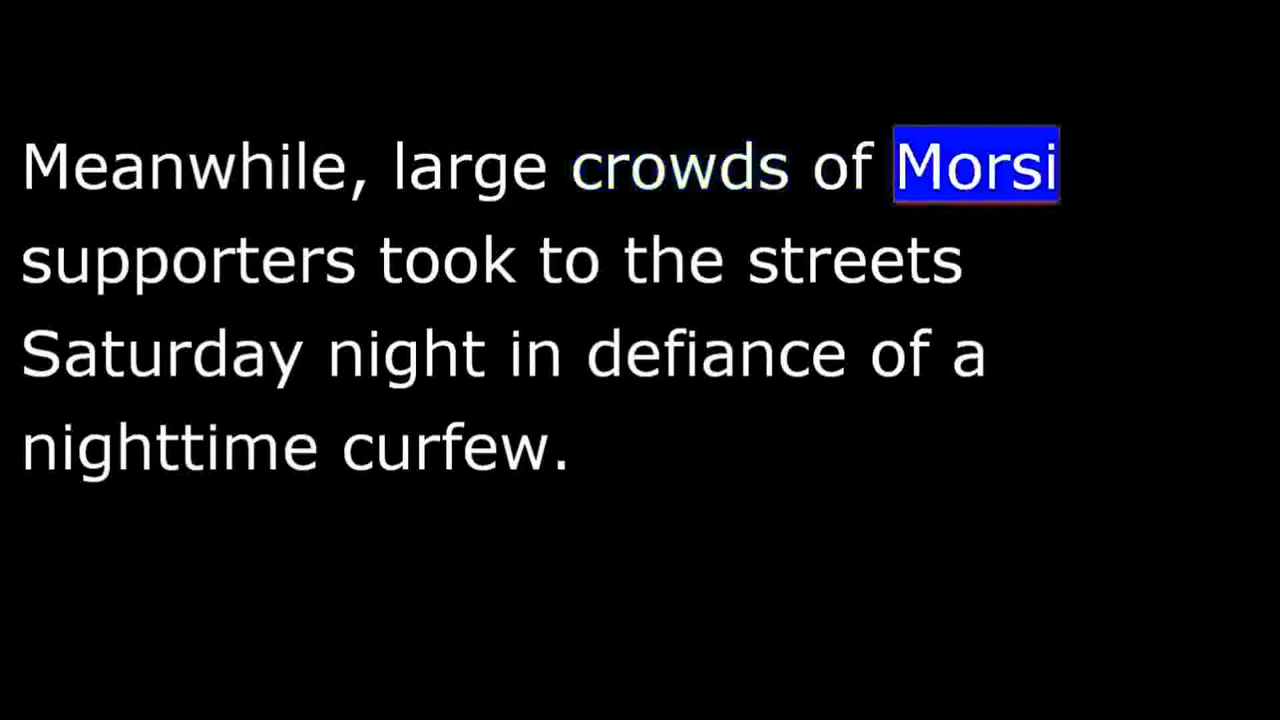 Meanwhile, large crowds of Morsi
supporters took to the streets
Saturday night in defiance of a
nighttime curfew.